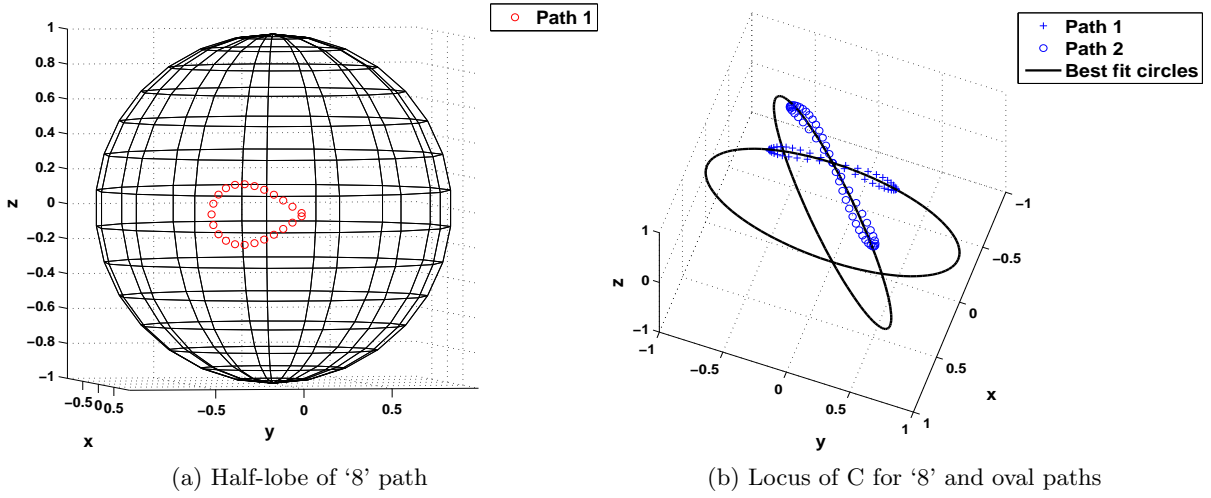 Path 1
1
0.8
0.6
0.4
0.2
0
−0.2
−0.4
−0.6
−0.8
−1
z
−0.5 0 0.5
x
−0.5
0
0.5
y
(a) Half-lobe of ‘8’ path
Path 1
Path 2
Best fit circles
1
0
−1
z
−1
−0.5
0
0.5
1
y
−1
−0.5
0
0.5
1
x
(b) Locus of C for ‘8’ and oval paths